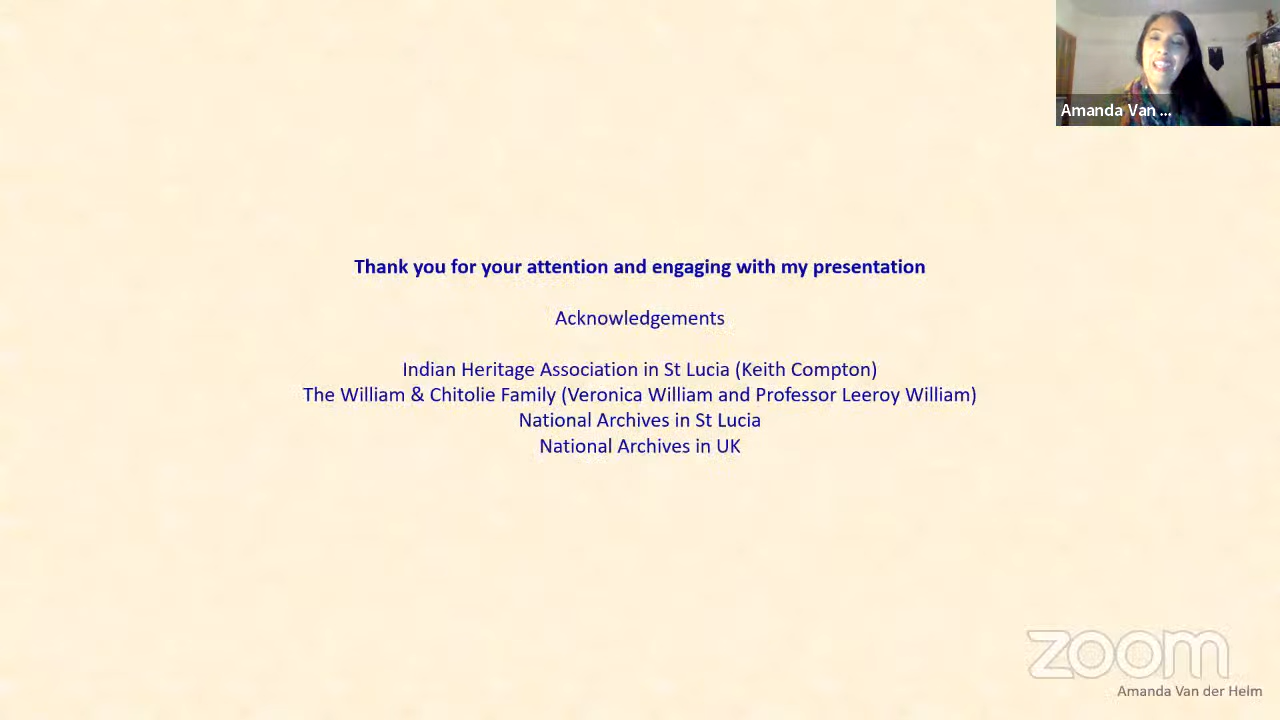 Amanda Van ...
Thank you for your attention and engaging with my presentation
Acknowledgements
Indian Heritage Association in St Lucia (Keith Compton)
The William & Chitolie Family (Veronica William and Professor Leeroy William)
National Archives in St Lucia
National Archives in UK
zoom
Amanda Van der Helm